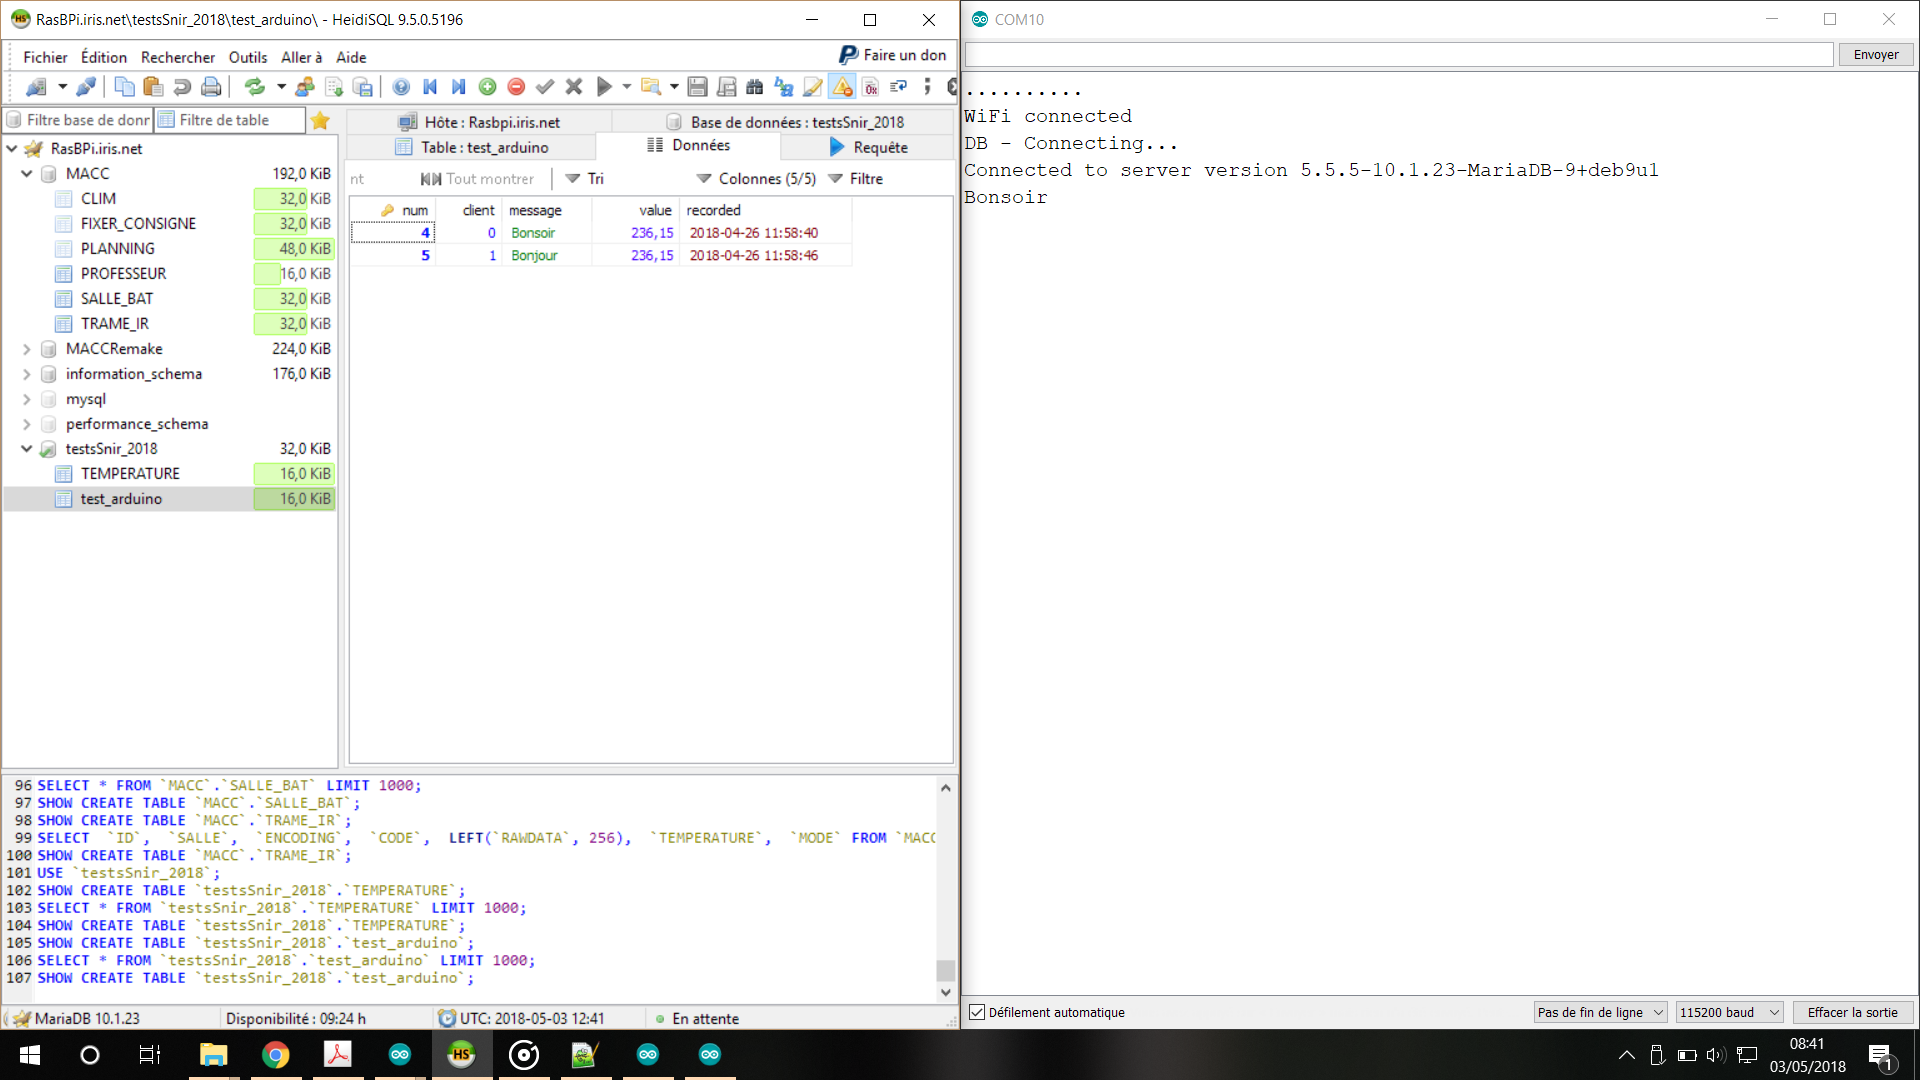 RasBPi.iris.net\testsSnir_2018\test_arduino\ - HeidiSQL 9.5.0.5196
Fichier Édition Rechercher Outils Aller à Aide
Faire un don
Filtre base de donr Filtre de table
RasBPi.iris.net
MACC 192,0 KiB
CLIM 32,0 KiB
FIXER_CONSIGNE 32,0 KiB
PLANNING 48,0 KiB
PROFESSEUR 16,0 KiB
SALLE_BAT 32,0 KiB
TRAME_IR 32,0 KiB
MACCRemake 224,0 KiB
information_schema 176,0 KiB
mysql
performance_schema
testsSnir_2018 32,0 KiB
TEMPERATURE 16,0 KiB
test_arduino 16,0 KiB
Hôte : Rasbpi.iris.net Base de données : testsSnir_2018
Table : test_arduino Données Requête
nt Tout montrer Tri Colonnes (5/5) Filtre
num client message value recorded
4 0 Bonsoir 236,15 2018-04-26 11:58:40
5 1 Bonjour 236,15 2018-04-26 11:58:46
96 SELECT * FROM `MACC`.`SALLE_BAT` LIMIT 1000;
97 SHOW CREATE TABLE `MACC`.`SALLE_BAT`;
98 SHOW CREATE TABLE `MACC`.`TRAME_IR`;
99 SELECT `ID`, `SALLE`, `ENCODING`, `CODE`, LEFT(`RAWDATA`, 256), `TEMPERATURE`, `MODE` FROM `MACC
100 SHOW CREATE TABLE `MACC`.`TRAME_IR`;
101 USE `testsSnir_2018`;
102 SHOW CREATE TABLE `testsSnir_2018`.`TEMPERATURE`;
103 SELECT * FROM `testsSnir_2018`.`TEMPERATURE` LIMIT 1000;
104 SHOW CREATE TABLE `testsSnir_2018`.`TEMPERATURE`;
105 SHOW CREATE TABLE `testsSnir_2018`.`test_arduino`;
106 SELECT * FROM `testsSnir_2018`.`test_arduino` LIMIT 1000;
107 SHOW CREATE TABLE `testsSnir_2018`.`test_arduino`;
MariaDB 10.1.23 Disponibilité : 09:24 h UTC: 2018-05-03 12:41 En attente
COM10
Envoyer
..........
WiFi connected
DB - Connecting...
Connected to server version 5.5.5-10.1.23-MariaDB-9+deb9u1
Bonsoir
Défilement automatique Pas de fin de ligne 115200 baud Effacer la sortie
HS
08:41
03/05/2018
1